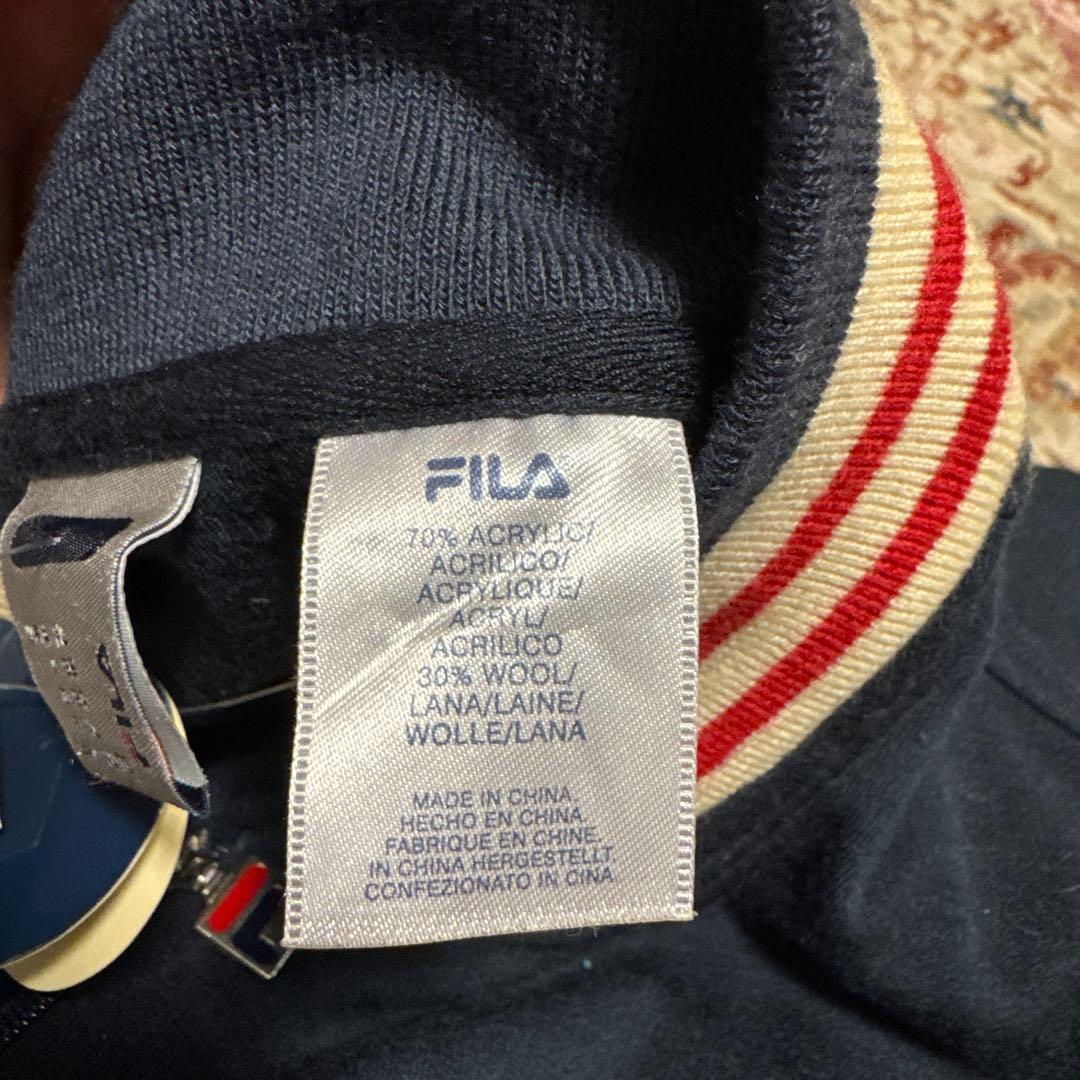 FILA
70% ACRYLIC/
ACRILICO/
ACRYLIQUE/
ACRYL/
ACRILICO
30% WOOL/
LANA/LAINE/
WOLLE/LANA
MADE IN CHINA.
HECHO EN CHINA.
FABRIQUE EN CHINE.
IN CHINA HERGESTELLT.
CONFEZIONATO IN CINA.
FILA